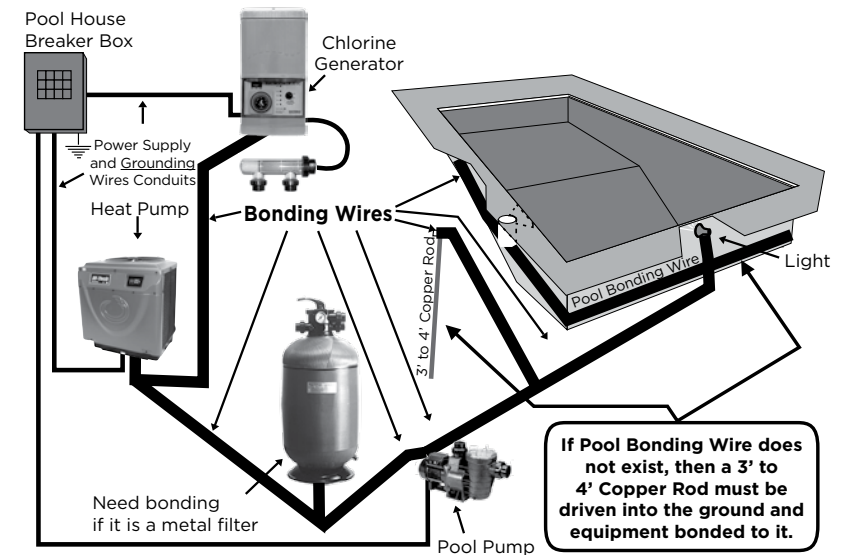 Pool House
Breaker Box
Chlorine
Generator
Power Supply
and Grounding
Wires Conduits
Heat Pump
Bonding Wires
3' to 4' Copper Rod
Pool Bonding Wire
Light
Need bonding
if it is a metal filter
Pool Pump
If Pool Bonding Wire does
not exist, then a 3' to
4' Copper Rod must be
driven into the ground and
equipment bonded to it.